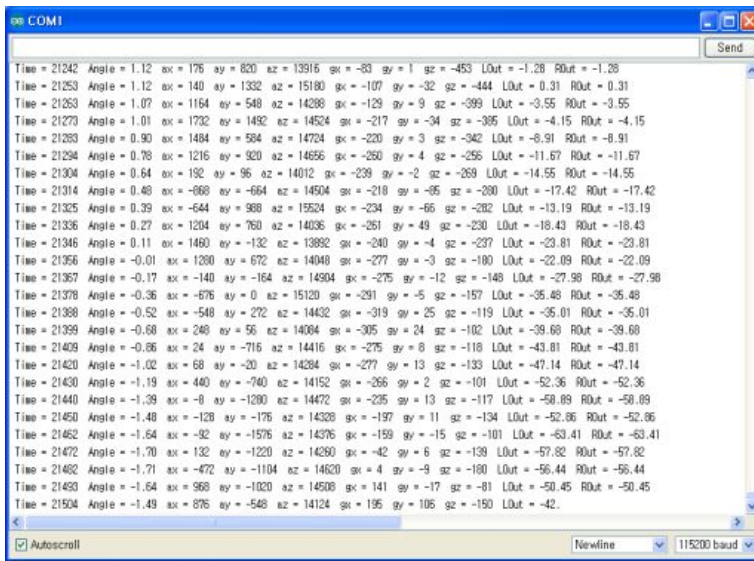 COM1
Send
Time = 21242 Angle = 1.12 ax = 176 ay = 820 az = 13916 gx = -83 gy = 1 gz = -453 LOut = -1.28 ROut = -1.28
Time = 21253 Angle = 1.12 ax = 140 ay = 1332 az = 15180 gx = -107 gy = -32 gz = -444 LOut = 0.31 ROut = 0.31
Time = 21263 Angle = 1.07 ax = 1164 ay = 548 az = 14288 gx = -129 gy = 9 gz = -399 LOut = -3.55 ROut = -3.55
Time = 21273 Angle = 1.01 ax = 1732 ay = 1492 az = 14524 gx = -217 gy = -34 gz = -385 LOut = -4.15 ROut = -4.15
Time = 21283 Angle = 0.90 ax = 1484 ay = 584 az = 14724 gx = -220 gy = 3 gz = -342 LOut = -8.91 ROut = -8.91
Time = 21294 Angle = 0.78 ax = 1216 ay = 920 az = 14656 gx = -260 gy = 4 gz = -256 LOut = -11.67 ROut = -11.67
Time = 21304 Angle = 0.64 ax = 192 ay = 96 az = 14012 gx = -239 gy = -2 gz = -269 LOut = -14.55 ROut = -14.55
Time = 21314 Angle = 0.48 ax = -868 ay = -664 az = 14504 gx = -218 gy = -85 gz = -280 LOut = -17.42 ROut = -17.42
Time = 21325 Angle = 0.39 ax = -644 ay = 988 az = 15524 gx = -234 gy = -66 gz = -282 LOut = -13.19 ROut = -13.19
Time = 21336 Angle = 0.27 ax = 1204 ay = 760 az = 14036 gx = -261 gy = 49 gz = -230 LOut = -18.43 ROut = -18.43
Time = 21346 Angle = 0.11 ax = 1460 ay = -132 az = 13892 gx = -240 gy = -4 gz = -237 LOut = -23.81 ROut = -23.81
Time = 21356 Angle = -0.01 ax = 1280 ay = 672 az = 14048 gx = -277 gy = -3 gz = -180 LOut = -22.09 ROut = -22.09
Time = 21367 Angle = -0.17 ax = -140 ay = -164 az = 14904 gx = -275 gy = -12 gz = -148 LOut = -27.98 ROut = -27.98
Time = 21378 Angle = -0.36 ax = -676 ay = 0 az = 15120 gx = -291 gy = -5 gz = -157 LOut = -35.48 ROut = -35.48
Time = 21388 Angle = -0.52 ax = -548 ay = 272 az = 14432 gx = -319 gy = 25 gz = -119 LOut = -35.01 ROut = -35.01
Time = 21399 Angle = -0.68 ax = 248 ay = 56 az = 14084 gx = -305 gy = 24 gz = -102 LOut = -39.68 ROut = -39.68
Time = 21409 Angle = -0.86 ax = 24 ay = -716 az = 14416 gx = -275 gy = 8 gz = -118 LOut = -43.81 ROut = -43.81
Time = 21420 Angle = -1.02 ax = 68 ay = -20 az = 14284 gx = -277 gy = 13 gz = -133 LOut = -47.14 ROut = -47.14
Time = 21430 Angle = -1.19 ax = 440 ay = -740 az = 14152 gx = -266 gy = 2 gz = -101 LOut = -52.36 ROut = -52.36
Time = 21440 Angle = -1.39 ax = -8 ay = -1280 az = 14472 gx = -235 gy = 13 gz = -117 LOut = -58.89 ROut = -58.89
Time = 21450 Angle = -1.48 ax = -128 ay = -176 az = 14328 gx = -197 gy = 11 gz = -134 LOut = -52.86 ROut = -52.86
Time = 21462 Angle = -1.64 ax = -92 ay = -1576 az = 14376 gx = -159 gy = -15 gz = -101 LOut = -63.41 ROut = -63.41
Time = 21472 Angle = -1.70 ax = 132 ay = -1220 az = 14260 gx = -42 gy = 6 gz = -139 LOut = -57.82 ROut = -57.82
Time = 21482 Angle = -1.71 ax = -472 ay = -1104 az = 14620 gx = 4 gy = -9 gz = -180 LOut = -56.44 ROut = -56.44
Time = 21493 Angle = -1.64 ax = 968 ay = -1020 az = 14508 gx = 141 gy = -17 gz = -81 LOut = -50.45 ROut = -50.45
Time = 21504 Angle = -1.49 ax = 876 ay = -548 az = 14124 gx = 195 gy = 106 gz = -150 LOut = -42.
Autoscroll
Newline
115200 baud